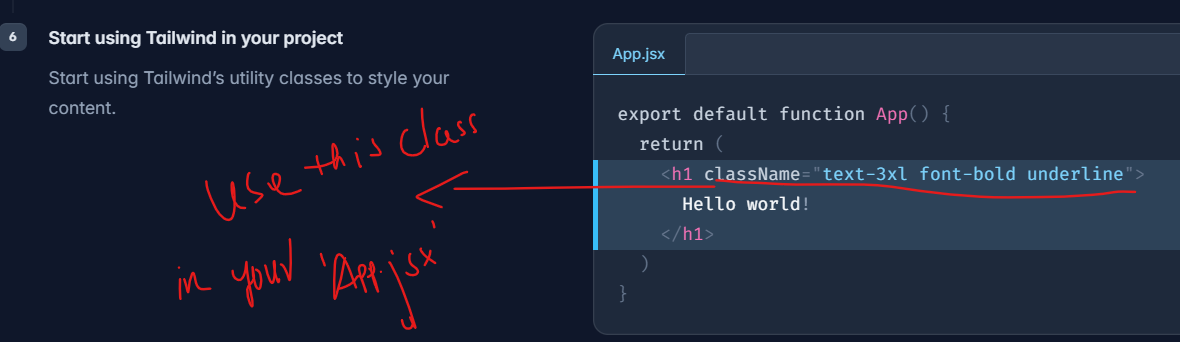 6
Start using Tailwind in your project
Start using Tailwind's utility classes to style your
content.
use this class
in your 'App.jsx'
App.jsx
export default function App() {
return (
<h1 className="text-3xl font-bold underline">
Hello world!
</h1>
)
}